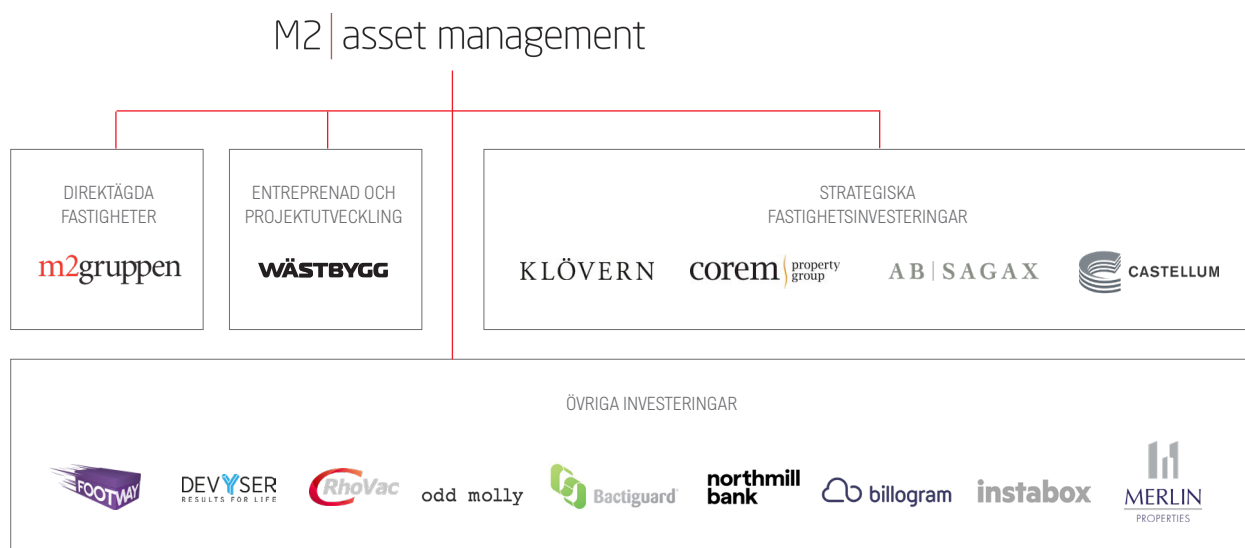 M2 | asset management
DIREKTÄGDA
FASTIGHETER
m2gruppen
ENTREPRENAD OCH
PROJEKTUTVECKLING
WÄSTBYGG
STRATEGISKA
FASTIGHETSINVESTERINGAR
KLÖVERN
corem property
group
AB | SAGAX
CASTELLUM
ÖVRIGA INVESTERINGAR
FOOTWAY
DEVYSER
RESULTS FOR LIFE
RhoVac
odd molly
Bactiguard
northmill
bank
billogram
instabox
MERLIN
PROPERTIES